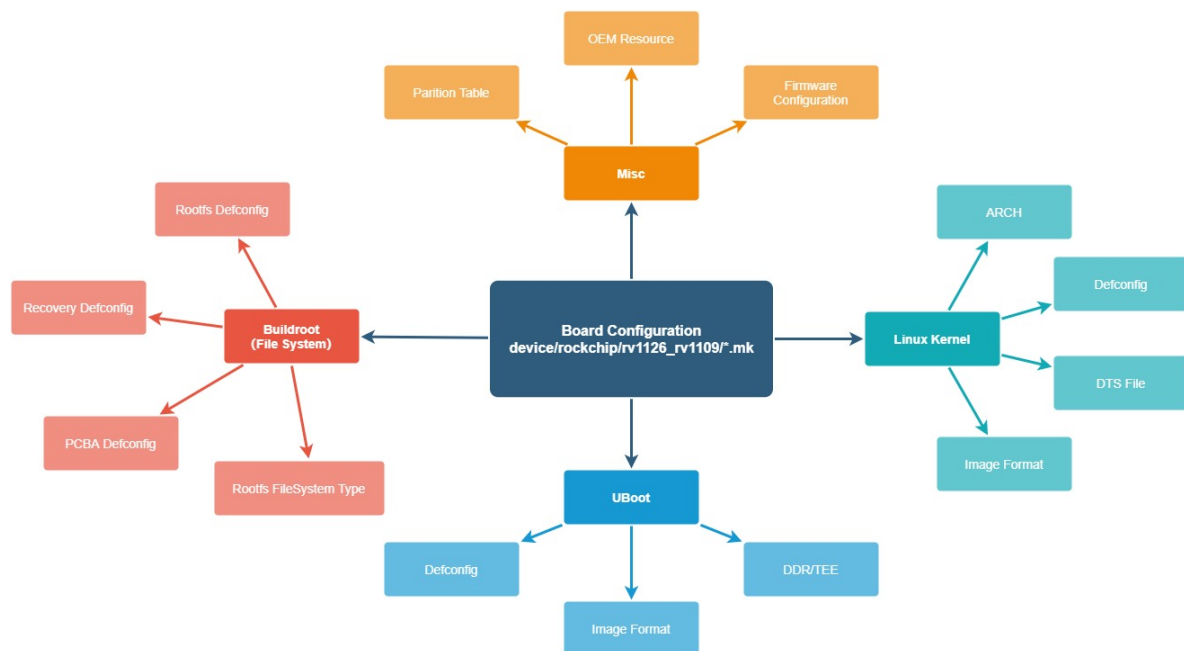 OEM Resource
Parition Table
Firmware
Configuration
Misc
Rootfs Defconfig
ARCH
Recovery Defconfig
Defconfig
Buildroot
(File System)
Board Configuration
device/rockchip/rv1126_rv1109/*.mk
Linux Kernel
DTS File
PCBA Defconfig
Image Format
Rootfs FileSystem Type
UBoot
Defconfig
DDR/TEE
Image Format